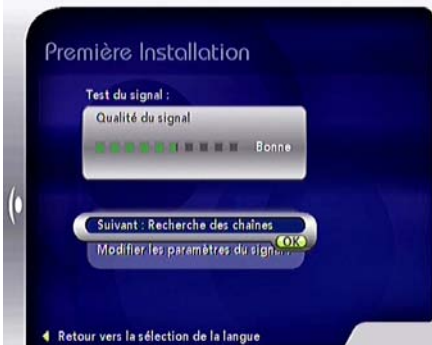 Première Installation
Test du signal :
Qualité du signal
Bonne
Suivant : Recherche des chaînes
OK
Modifier les paramètres du signal
Retour vers la sélection de la langue